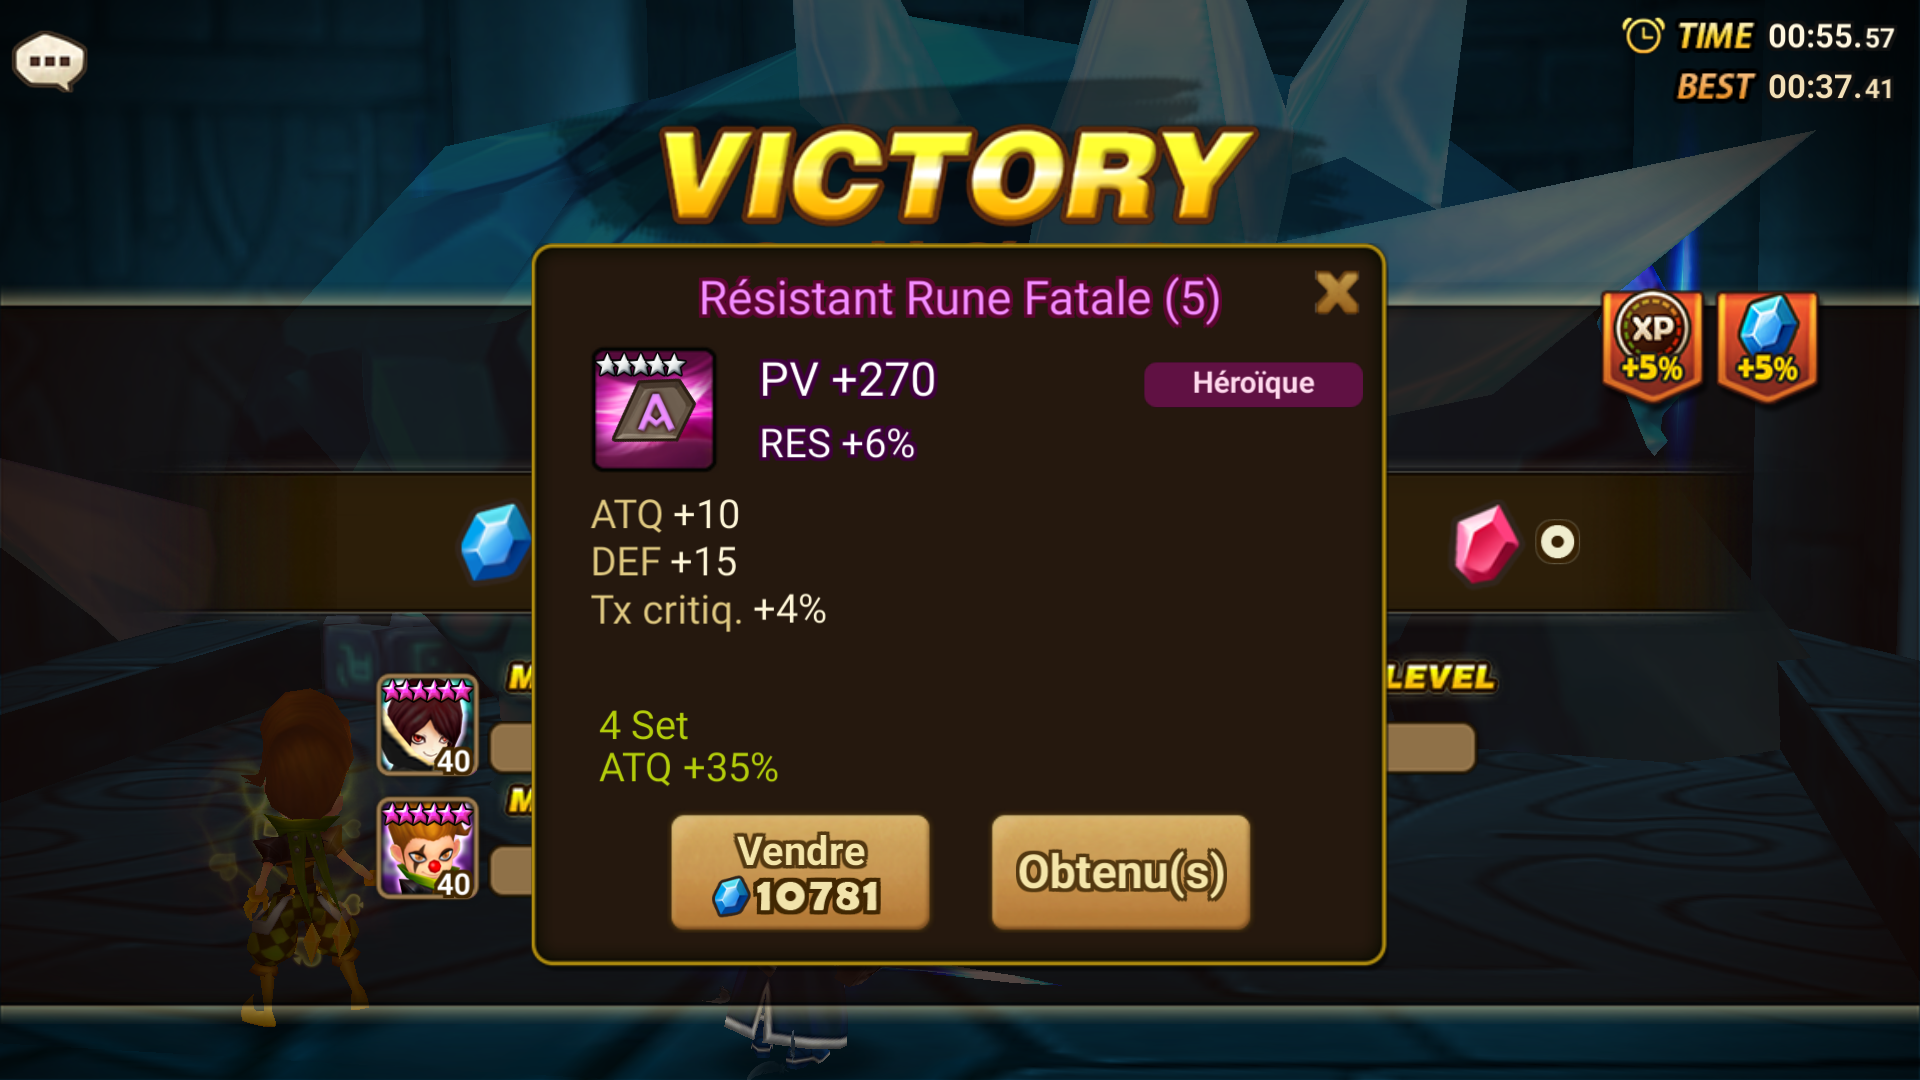 TIME 00:55.57
BEST 00:37.41
VICTORY
Résistant Rune Fatale (5)
PV +270
Héroïque
RES +6%
XP
+5%
+5%
ATQ +10
DEF +15
Tx critiq. +4%
0
M
LEVEL
40
4 Set
ATQ +35%
M
40
Vendre
10781
Obtenu(s)